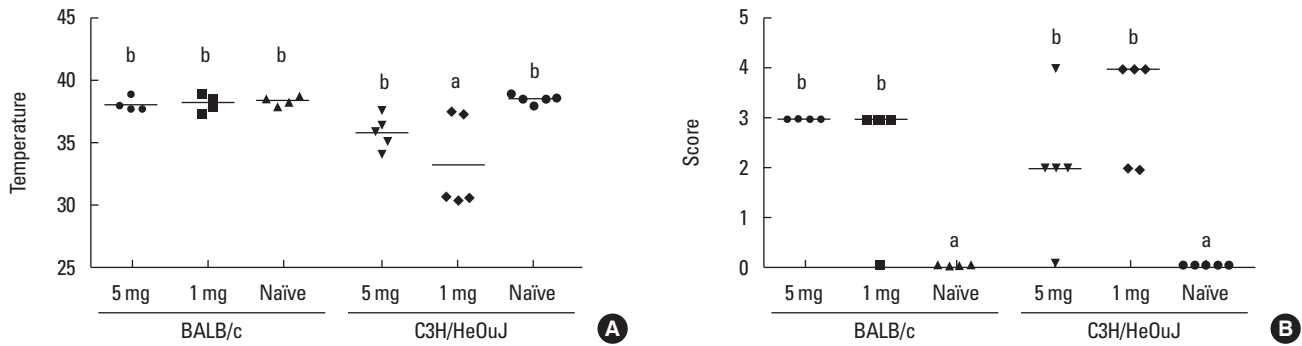 45
40
35
30
25
Temperature
b
b
b
b
a
b
5 mg
1 mg
Naïve
5 mg
1 mg
Naïve
BALB/c
C3H/HeOuJ
A
5
4
3
2
1
0
Score
b
b
a
b
b
a
5 mg
1 mg
Naïve
5 mg
1 mg
Naïve
BALB/c
C3H/HeOuJ
B